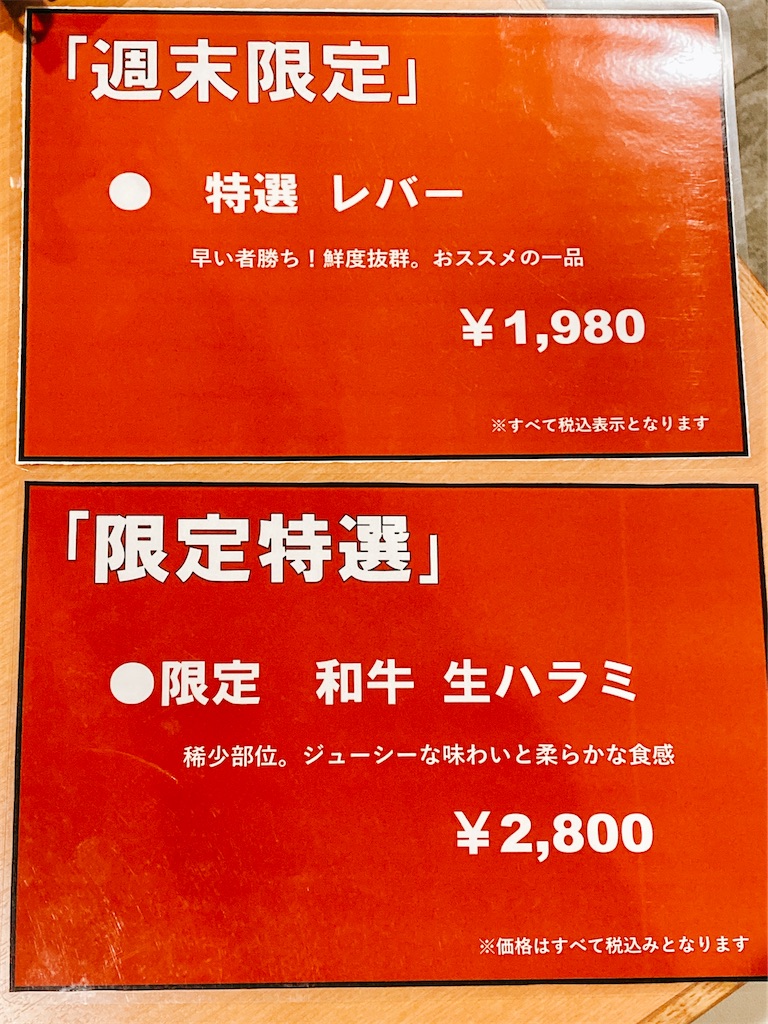 「週末限定」
● 特選 レバー
早い者勝ち！鮮度抜群。おススメの一品
￥1,980
※すべて税込表示となります
「限定特選」
●限定 和牛 生ハラミ
稀少部位。ジューシーな味わいと柔らかな食感
￥2,800
※価格はすべて税込みとなります